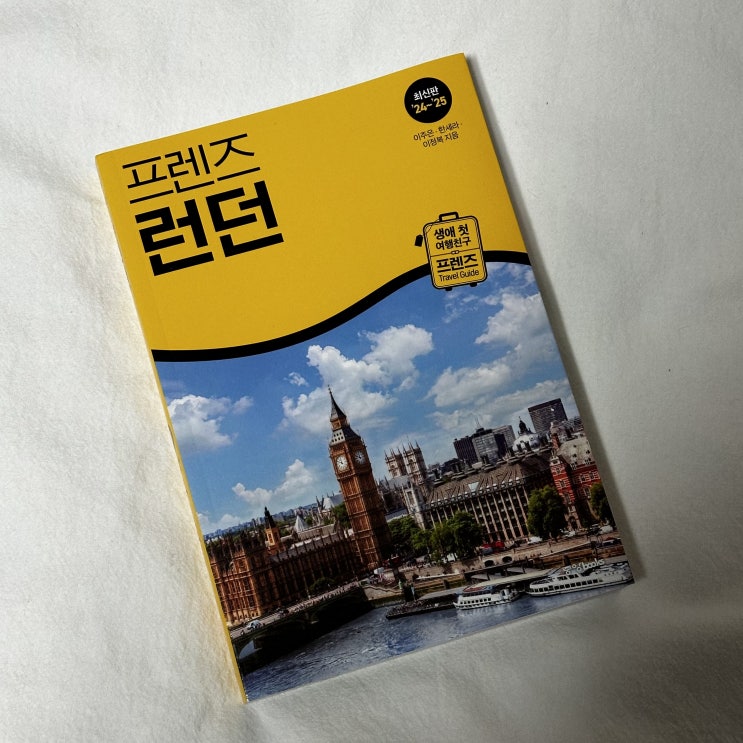 최신판
'24~'25
이주은·한세라·
이정복 지음
프렌즈
런던
생애 첫
여행친구
프렌즈
Travel Guide
books